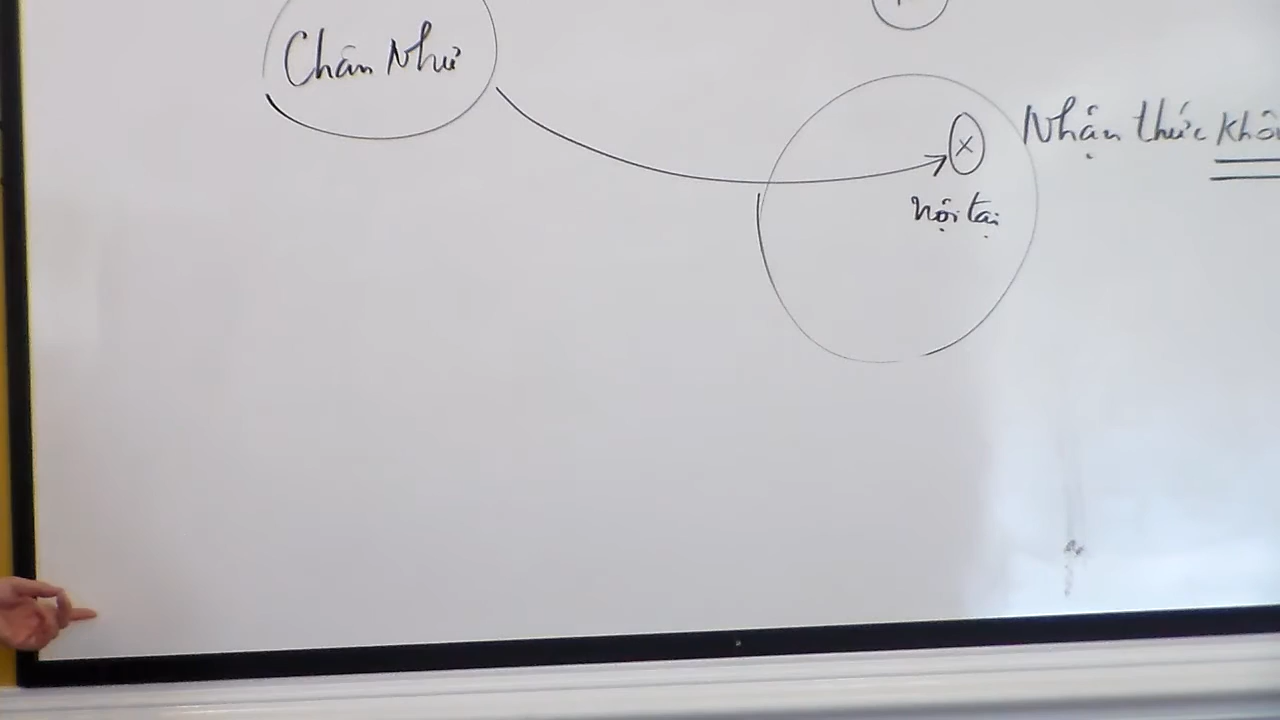 Chân Như
Nhận thức khô
x
nội tại